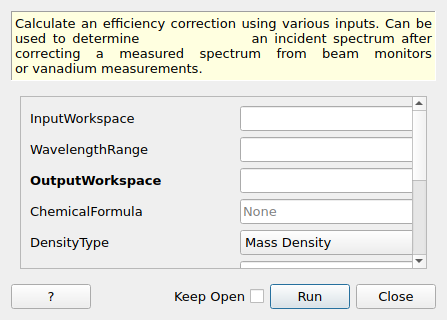 Calculate an efficiency correction using various inputs. Can be
used to determine an incident spectrum after
correcting a measured spectrum from beam monitors
or vanadium measurements.
InputWorkspace
WavelengthRange
OutputWorkspace
ChemicalFormula None
DensityType Mass Density
? Keep Open Run Close